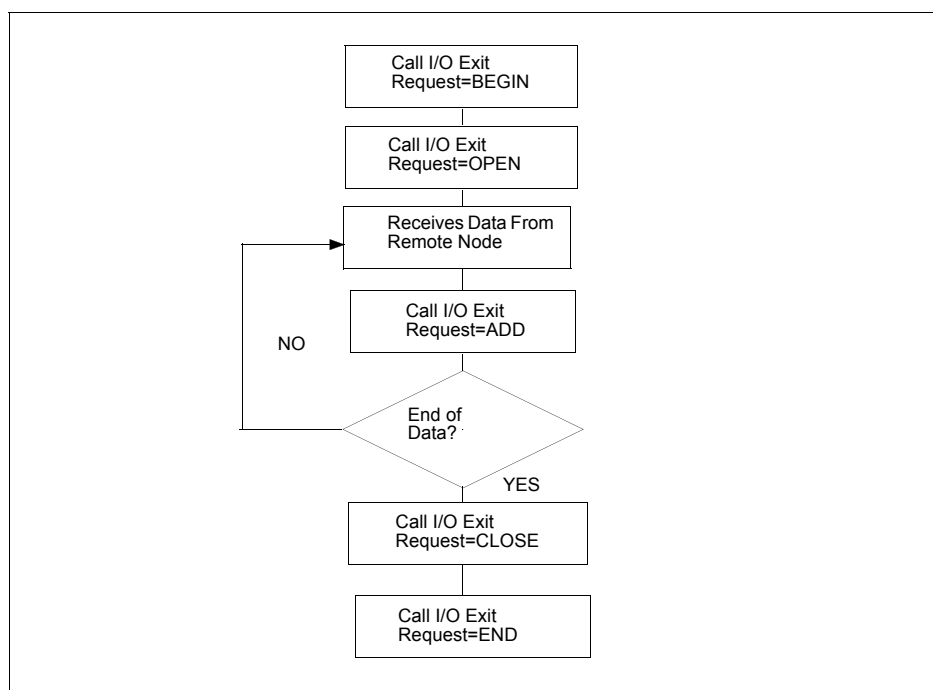 Call I/O Exit
Request=BEGIN
Call I/O Exit
Request=OPEN
Receives Data From
Remote Node
Call I/O Exit
Request=ADD
NO
End of
Data?
YES
Call I/O Exit
Request=CLOSE
Call I/O Exit
Request=END